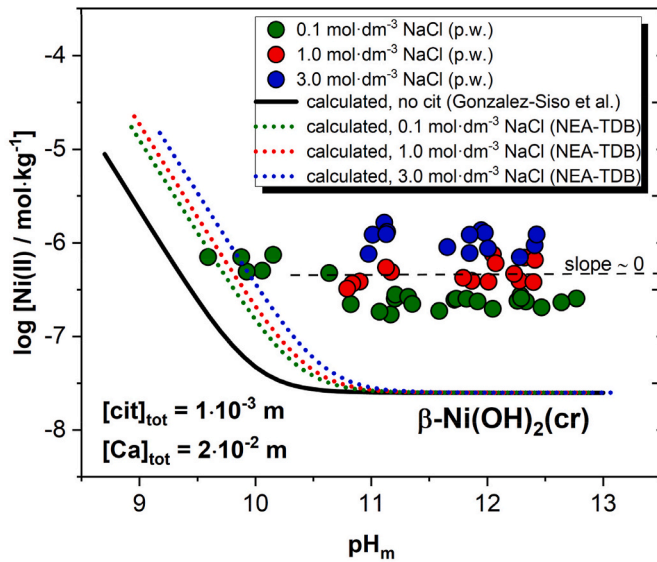 0.1 mol·dm⁻³ NaCl (p.w.)
1.0 mol·dm⁻³ NaCl (p.w.)
3.0 mol·dm⁻³ NaCl (p.w.)
calculated, no cit (Gonzalez-Siso et al.)
calculated, 0.1 mol·dm⁻³ NaCl (NEA-TDB)
calculated, 1.0 mol·dm⁻³ NaCl (NEA-TDB)
calculated, 3.0 mol·dm⁻³ NaCl (NEA-TDB)
log [Ni(II) / mol·kg⁻¹]
-4
-5
-6
-7
-8
slope ~ 0
[cit]tot = 1·10⁻³ m
[Ca]tot = 2·10⁻² m
β-Ni(OH)₂(cr)
9 10 11 12 13
pHₘ